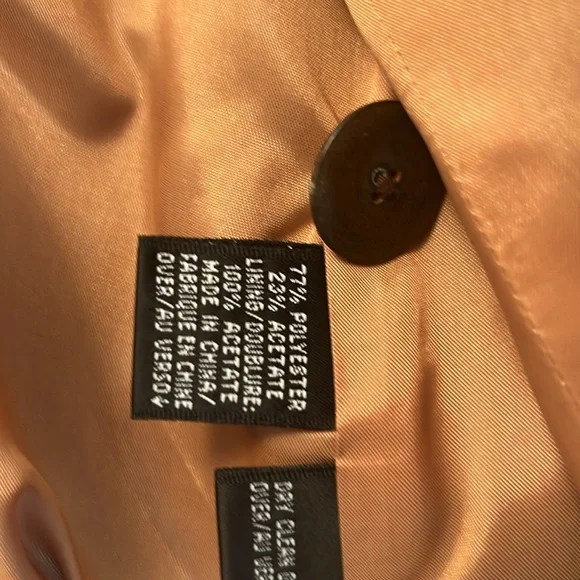 77% POLYESTER
23% ACETATE
LINING/DOUBLURE:
100% ACETATE
MADE IN CHINA/
FABRIQUE EN CHINE
OVER/AU VERSO
DRY CLEAN
OVER/AU VERSO